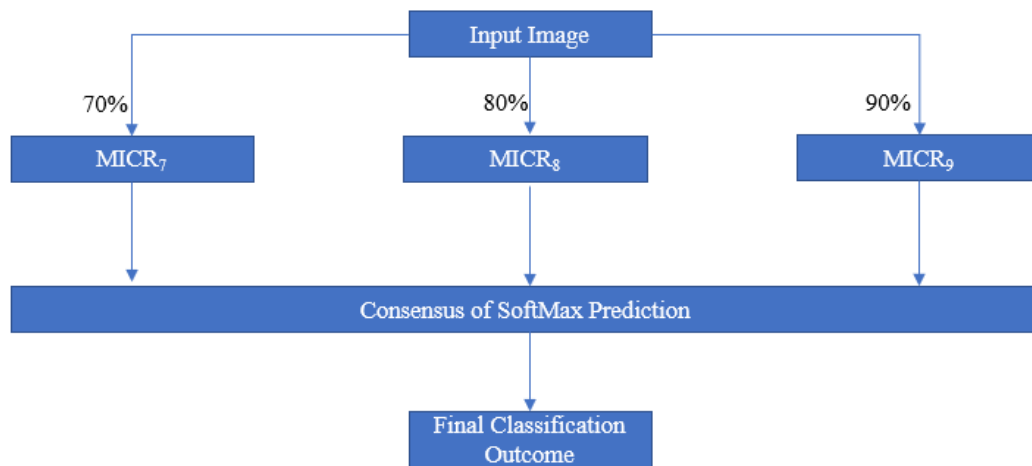 Input Image
70%
80%
90%
MICR₇
MICR₈
MICR₉
Consensus of SoftMax Prediction
Final Classification
Outcome